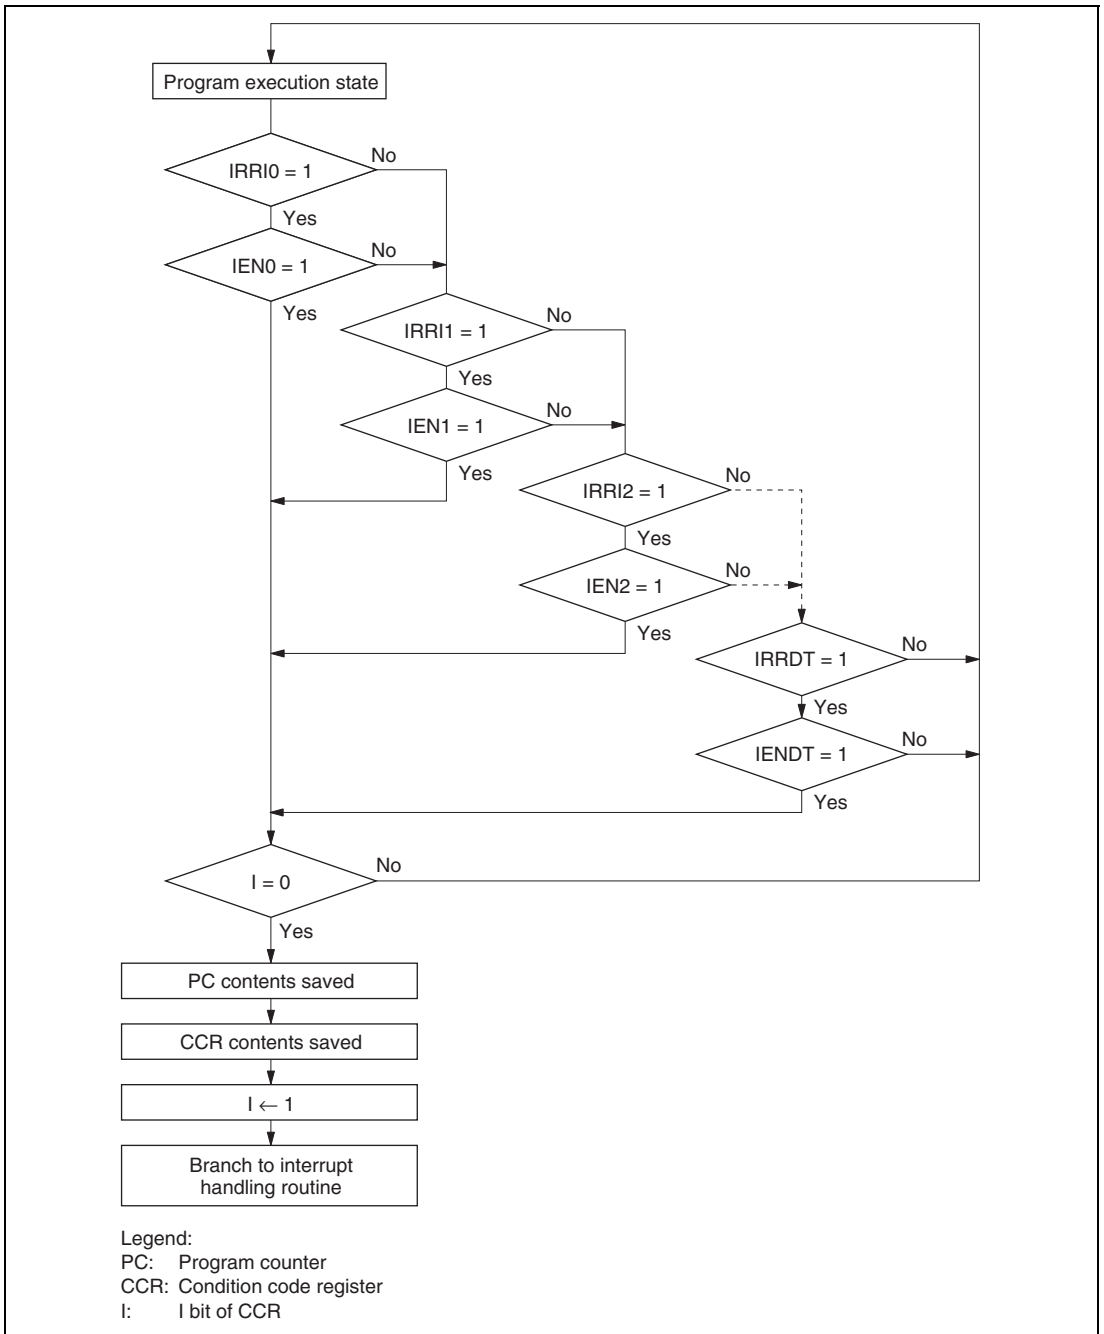 Program execution state
IRRI0 = 1
No
Yes
IEN0 = 1
No
Yes
IRRI1 = 1
No
Yes
IEN1 = 1
No
Yes
IRRI2 = 1
No
Yes
IEN2 = 1
No
Yes
IRRDT = 1
No
Yes
IENDT = 1
No
Yes
I = 0
No
Yes
PC contents saved
CCR contents saved
I ← 1
Branch to interrupt
handling routine
Legend:
PC: Program counter
CCR: Condition code register
I: I bit of CCR